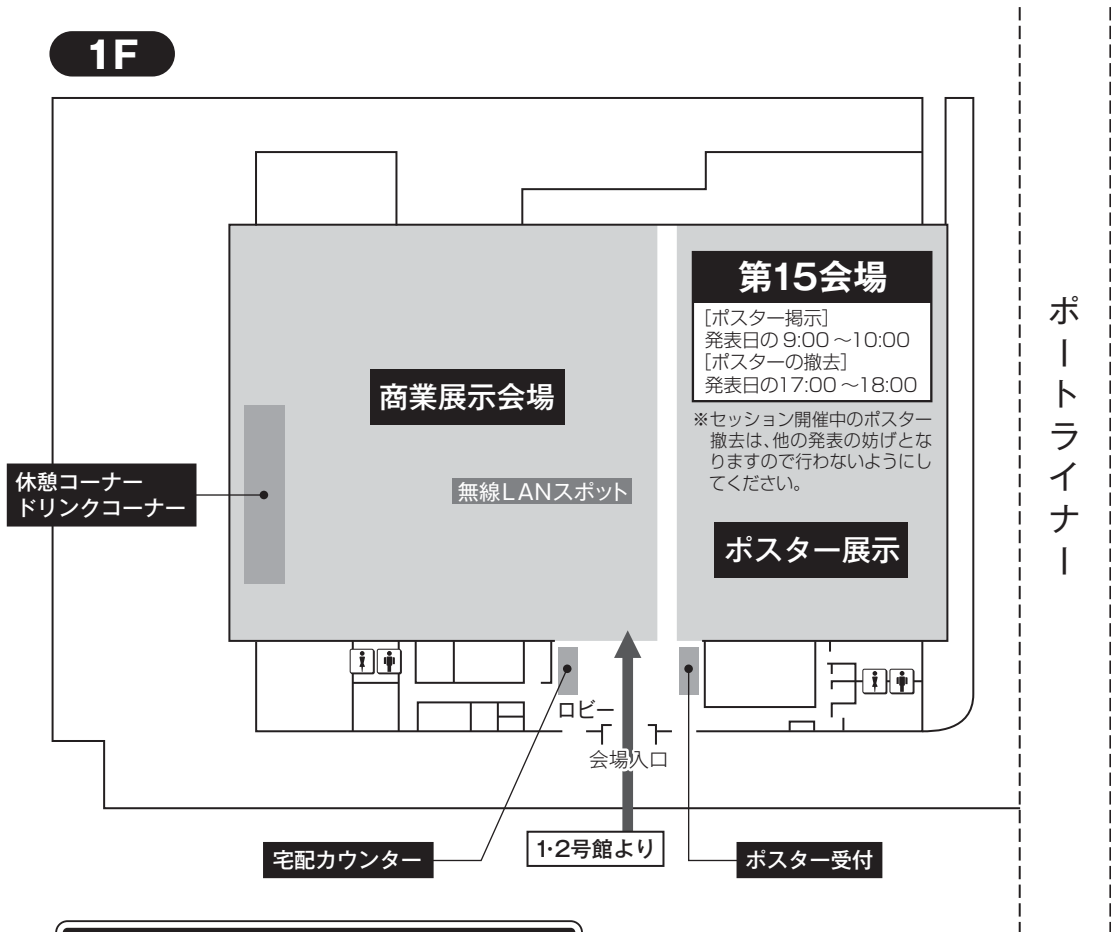 1F
第15会場
[ポスター掲示]
発表日の 9:00 ～10:00
[ポスターの撤去]
発表日の17:00 ～18:00
※セッション開催中のポスター
撤去は、他の発表の妨げとな
りますので行わないようにし
てください。
商業展示会場
休憩コーナー
ドリンクコーナー
無線LANスポット
ポスター展示
ロビー
会場入口
宅配カウンター
1・2号館より
ポスター受付
ポートライナー